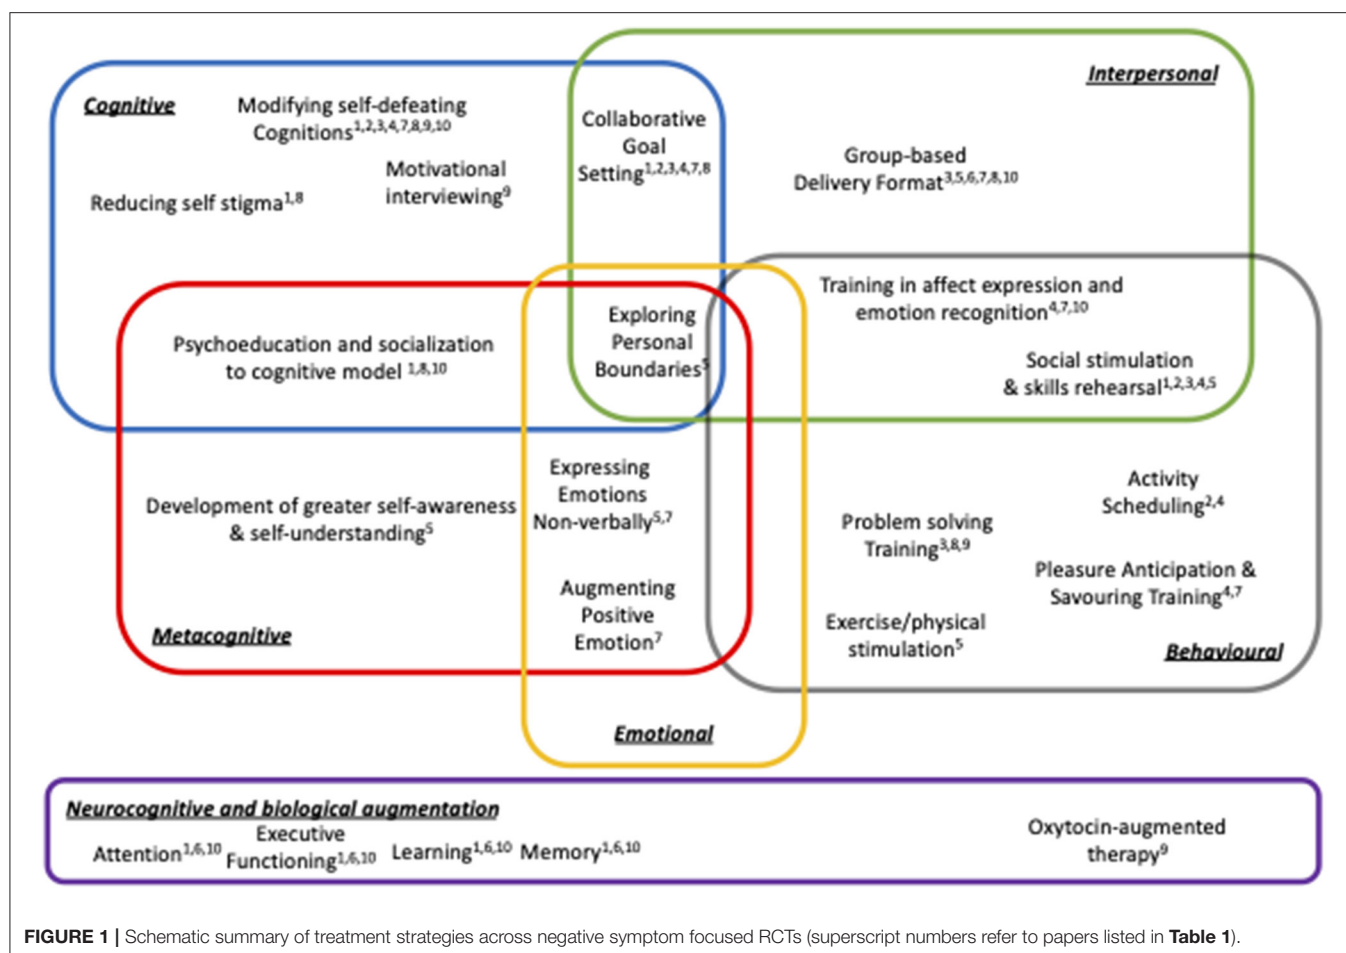 Cognitive
Modifying self-defeating
Cognitions1,2,3,4,7,8,9,10
Motivational
interviewing9
Reducing self stigma1,8
Collaborative
Goal
Setting1,2,3,4,7,8
Interpersonal
Group-based
Delivery Format3,5,6,7,8,10
Psychoeducation and socialization
to cognitive model 1,8,10
Exploring
Personal
Boundaries5
Training in affect expression and
emotion recognition4,7,10
Social stimulation
& skills rehearsal1,2,3,4,5
Development of greater self-awareness
& self-understanding5
Metacognitive
Expressing
Emotions
Non-verbally5,7
Augmenting
Positive
Emotion7
Emotional
Problem solving
Training3,8,9
Activity
Scheduling2,4
Pleasure Anticipation &
Savouring Training4,7
Exercise/physical
stimulation5
Behavioural
Neurocognitive and biological augmentation
Attention1,6,10
Executive
Functioning1,6,10
Learning1,6,10
Memory1,6,10
Oxytocin-augmented
therapy9
FIGURE 1 | Schematic summary of treatment strategies across negative symptom focused RCTs (superscript numbers refer to papers listed in Table 1).